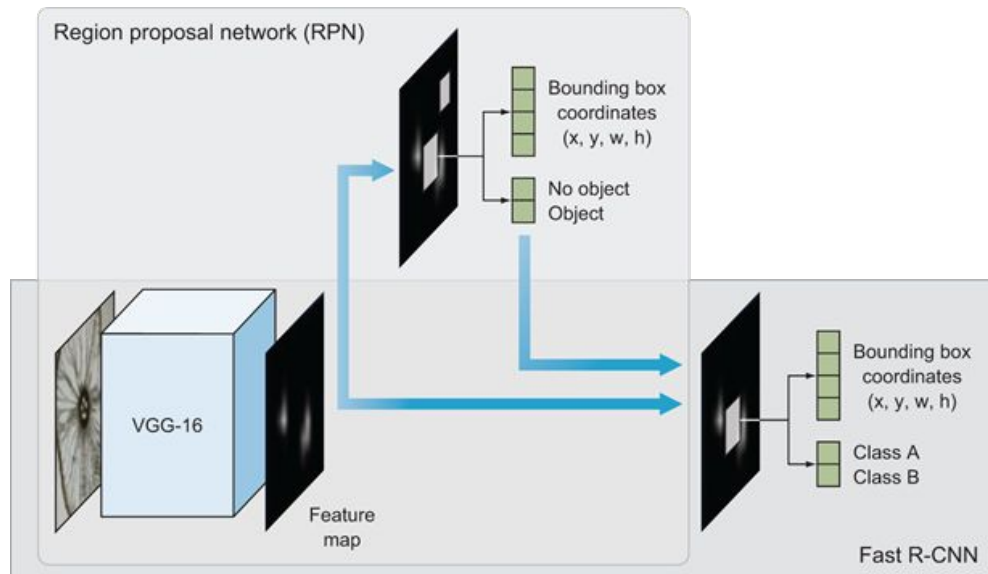 Region proposal network (RPN)
Bounding box
coordinates
(x, y, w, h)
No object
Object
VGG-16
Feature
map
Bounding box
coordinates
(x, y, w, h)
Class A
Class B
Fast R-CNN